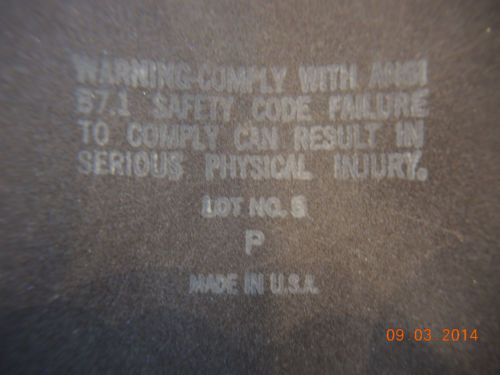 WARNING-COMPLY WITH ANSI
B7.1 SAFETY CODE FAILURE
TO COMPLY CAN RESULT IN
SERIOUS PHYSICAL INJURY.
LOT NO. 5
P
MADE IN U.S.A.
09 03 2014